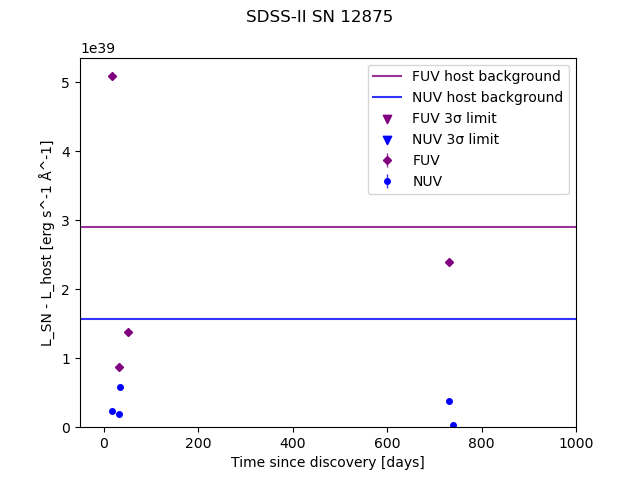 SDSS-II SN 12875
1e39
FUV host background
NUV host background
FUV 3σ limit
NUV 3σ limit
FUV
NUV
5
4
3
2
1
0
L_SN - L_host [erg s^-1 Å^-1]
0 200 400 600 800 1000
Time since discovery [days]